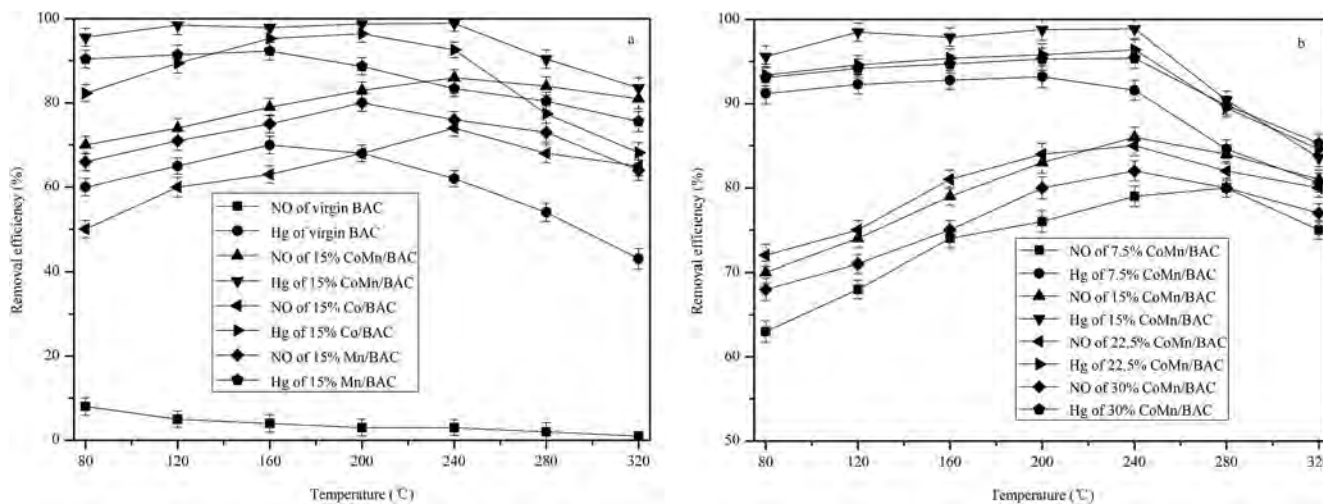 100
80
60
40
20
0
Removal efficiency (%)
a
NO of virgin BAC
Hg of virgin BAC
NO of 15% CoMn/BAC
Hg of 15% CoMn/BAC
NO of 15% Co/BAC
Hg of 15% Co/BAC
NO of 15% Mn/BAC
Hg of 15% Mn/BAC
80 120 160 200 240 280 320
Temperature (℃)
100
90
80
70
60
50
Removal efficiency (%)
b
NO of 7.5% CoMn/BAC
Hg of 7.5% CoMn/BAC
NO of 15% CoMn/BAC
Hg of 15% CoMn/BAC
NO of 22.5% CoMn/BAC
Hg of 22.5% CoMn/BAC
NO of 30% CoMn/BAC
Hg of 30% CoMn/BAC
80 120 160 200 240 280 320
Temperature (℃)